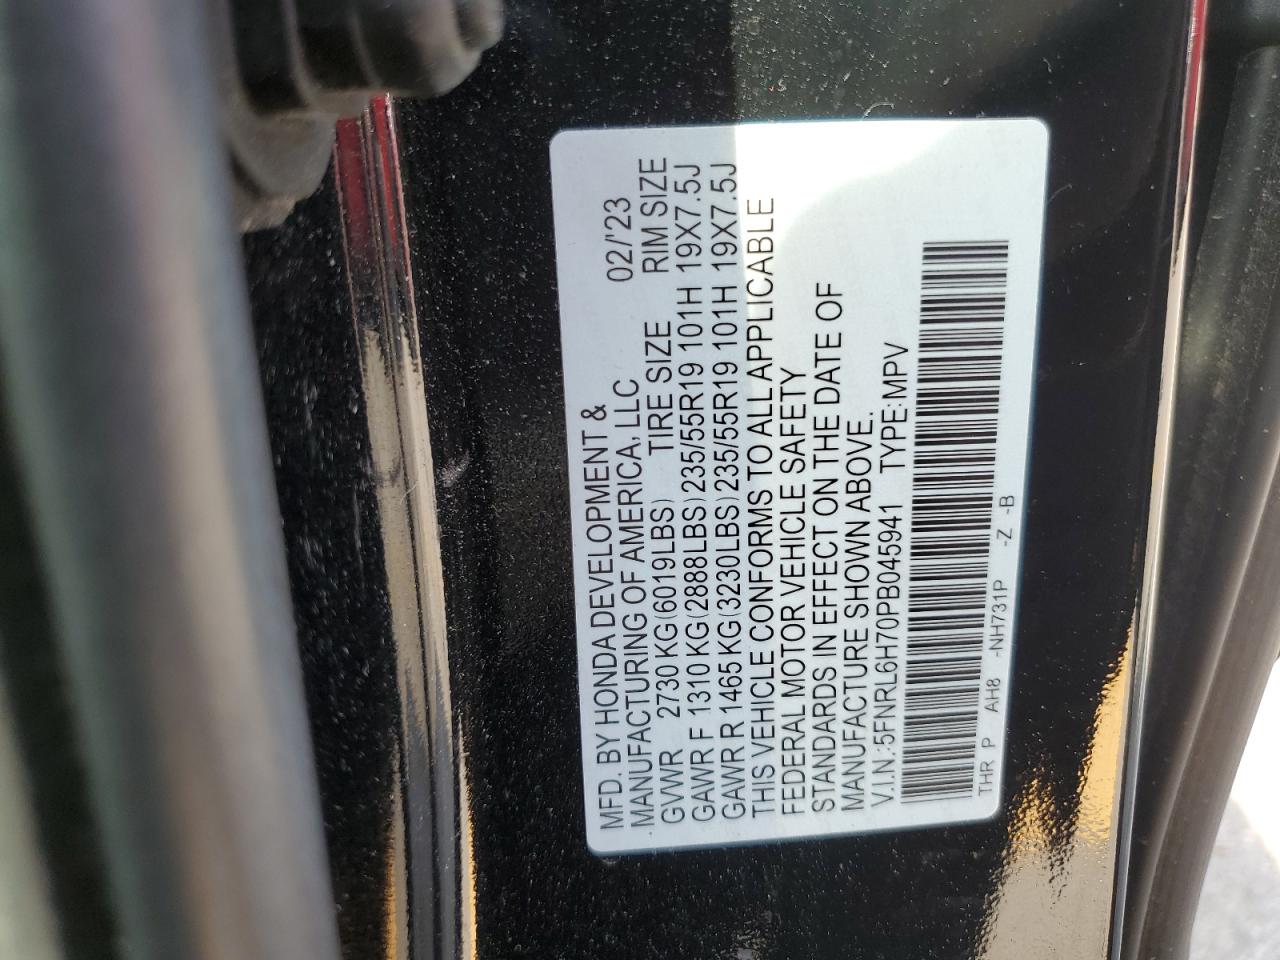 MFD. BY HONDA DEVELOPMENT &
MANUFACTURING OF AMERICA, LLC 02/'23
GVWR 2730 KG (6019LBS) TIRE SIZE RIM SIZE
GAWR F 1310 KG (2888LBS) 235/55R19 101H 19X7.5J
GAWR R 1465 KG (3230LBS) 235/55R19 101H 19X7.5J
THIS VEHICLE CONFORMS TO ALL APPLICABLE
FEDERAL MOTOR VEHICLE SAFETY
STANDARDS IN EFFECT ON THE DATE OF
MANUFACTURE SHOWN ABOVE.
V.I.N.:5FNRL6H70PB045941 TYPE:MPV
THR P AH8 -NH731P -Z -B